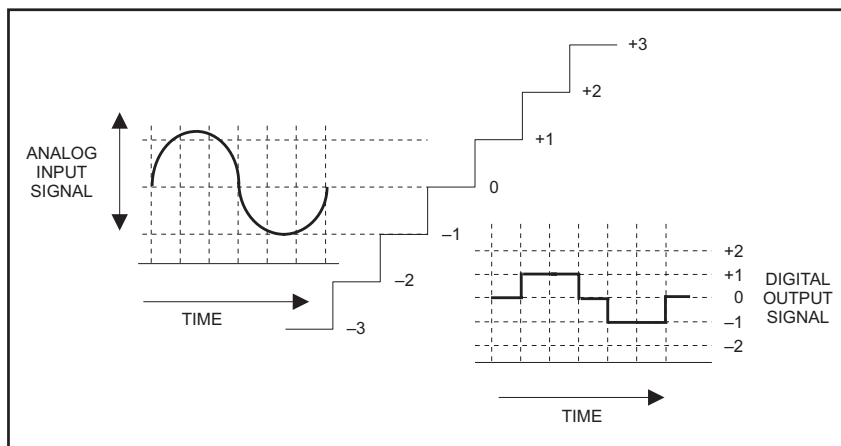 +3
+2
+1
0
–1
–2
–3
ANALOG
INPUT
SIGNAL
TIME
+2
+1
0
–1
–2
DIGITAL
OUTPUT
SIGNAL
TIME